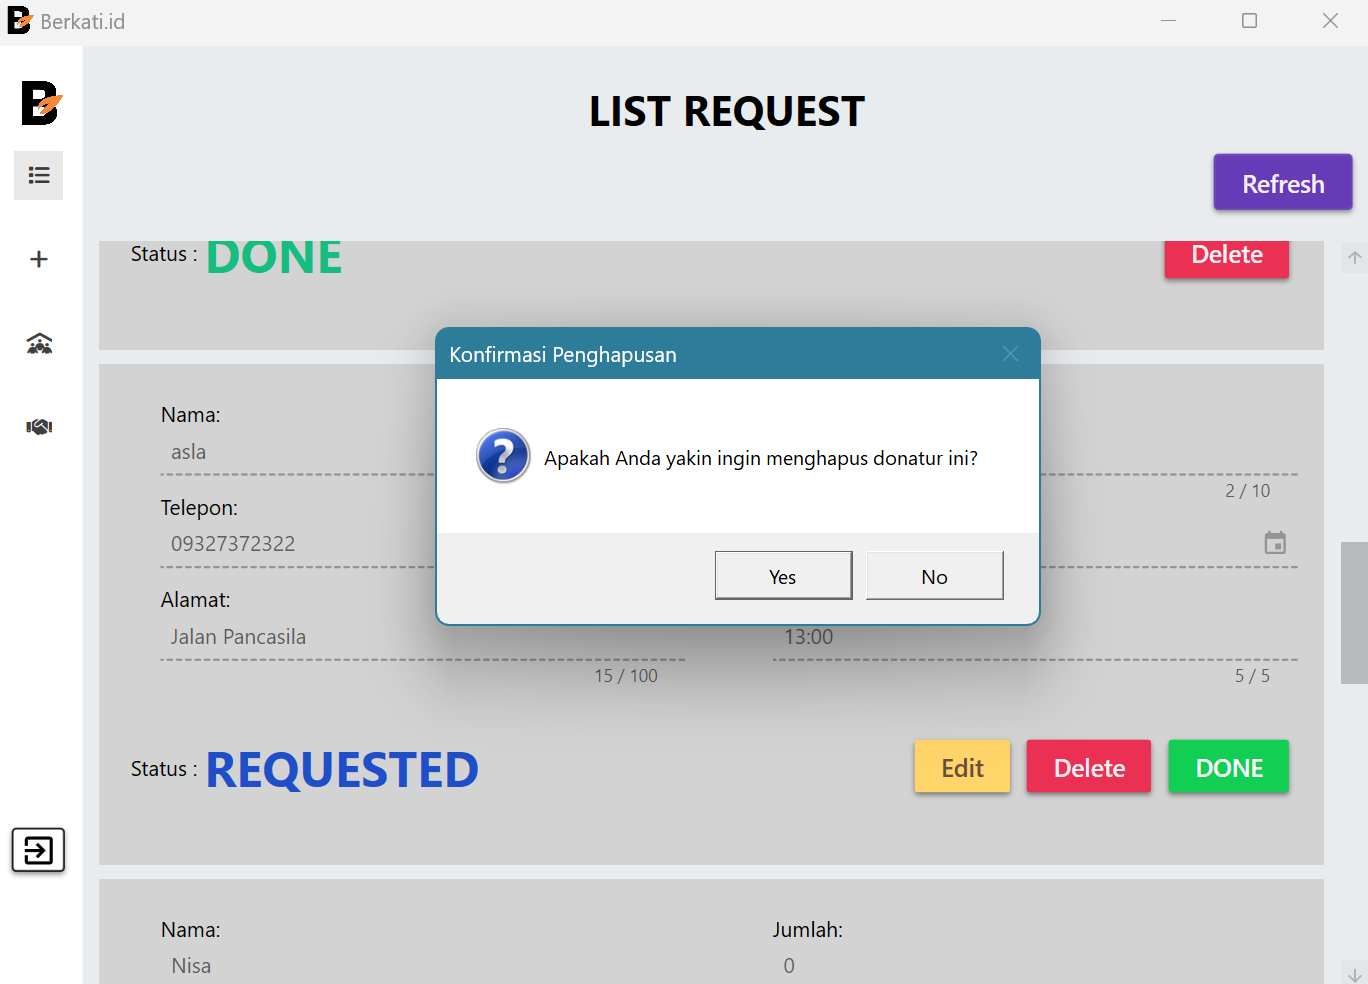 Berkati.id
LIST REQUEST
Refresh
Status : DONE
Delete
Konfirmasi Penghapusan
Apakah Anda yakin ingin menghapus donatur ini?
Yes
No
Nama:
asla
2 / 10
Telepon:
09327372322
Alamat:
Jalan Pancasila
13:00
15 / 100
5 / 5
Status : REQUESTED
Edit
Delete
DONE
Nama:
Jumlah:
Nisa
0